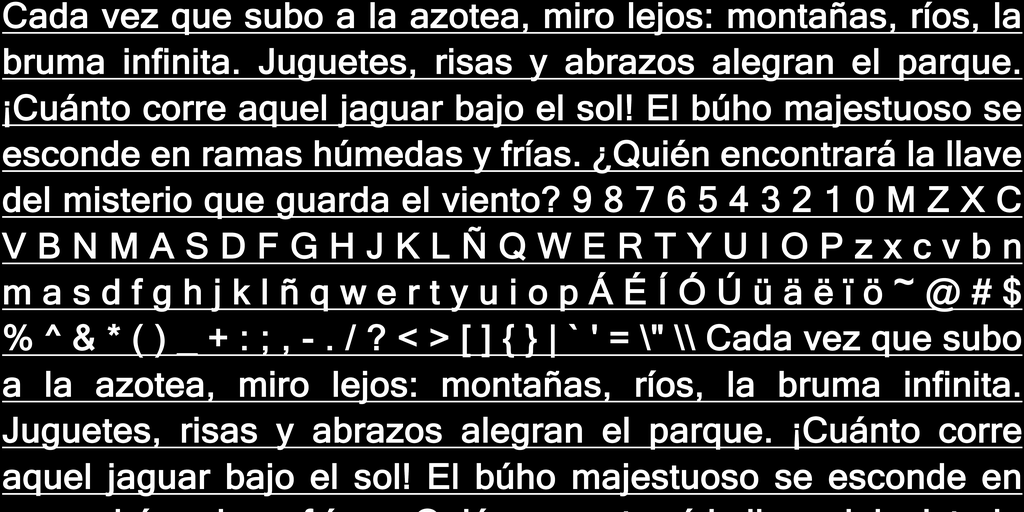 Cada vez que subo a la azotea, miro lejos: montañas, ríos, la
bruma infinita. Juguetes, risas y abrazos alegran el parque.
¡Cuánto corre aquel jaguar bajo el sol! El búho majestuoso se
esconde en ramas húmedas y frías. ¿Quién encontrará la llave
del misterio que guarda el viento? 9 8 7 6 5 4 3 2 1 0 M Z X C
V B N M A S D F G H J K L Ñ Q W E R T Y U I O P z x c v b n
m a s d f g h j k l ñ q w e r t y u i o p Á É Í Ó Ú ü ä ë ï ö ~ @ # $
% ^ & * ( ) _ + : ; , - . / ? < > [ ] { } | ` ' = \" \\ Cada vez que subo
a la azotea, miro lejos: montañas, ríos, la bruma infinita.
Juguetes, risas y abrazos alegran el parque. ¡Cuánto corre
aquel jaguar bajo el sol! El búho majestuoso se esconde en